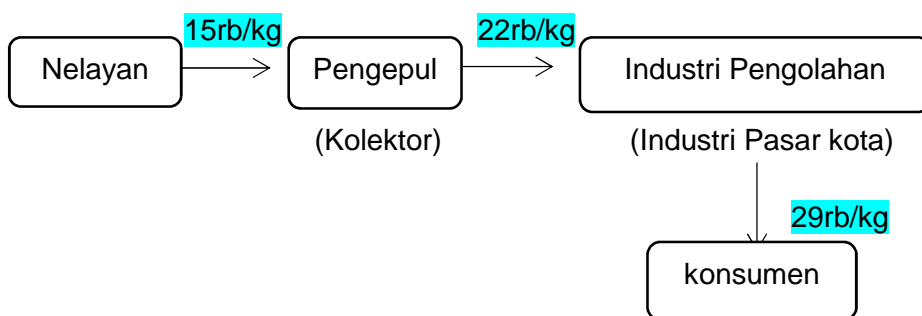 15rb/kg
22rb/kg
Nelayan
Pengepul
Industri Pengolahan
(Kolektor)
(Industri Pasar kota)
29rb/kg
konsumen